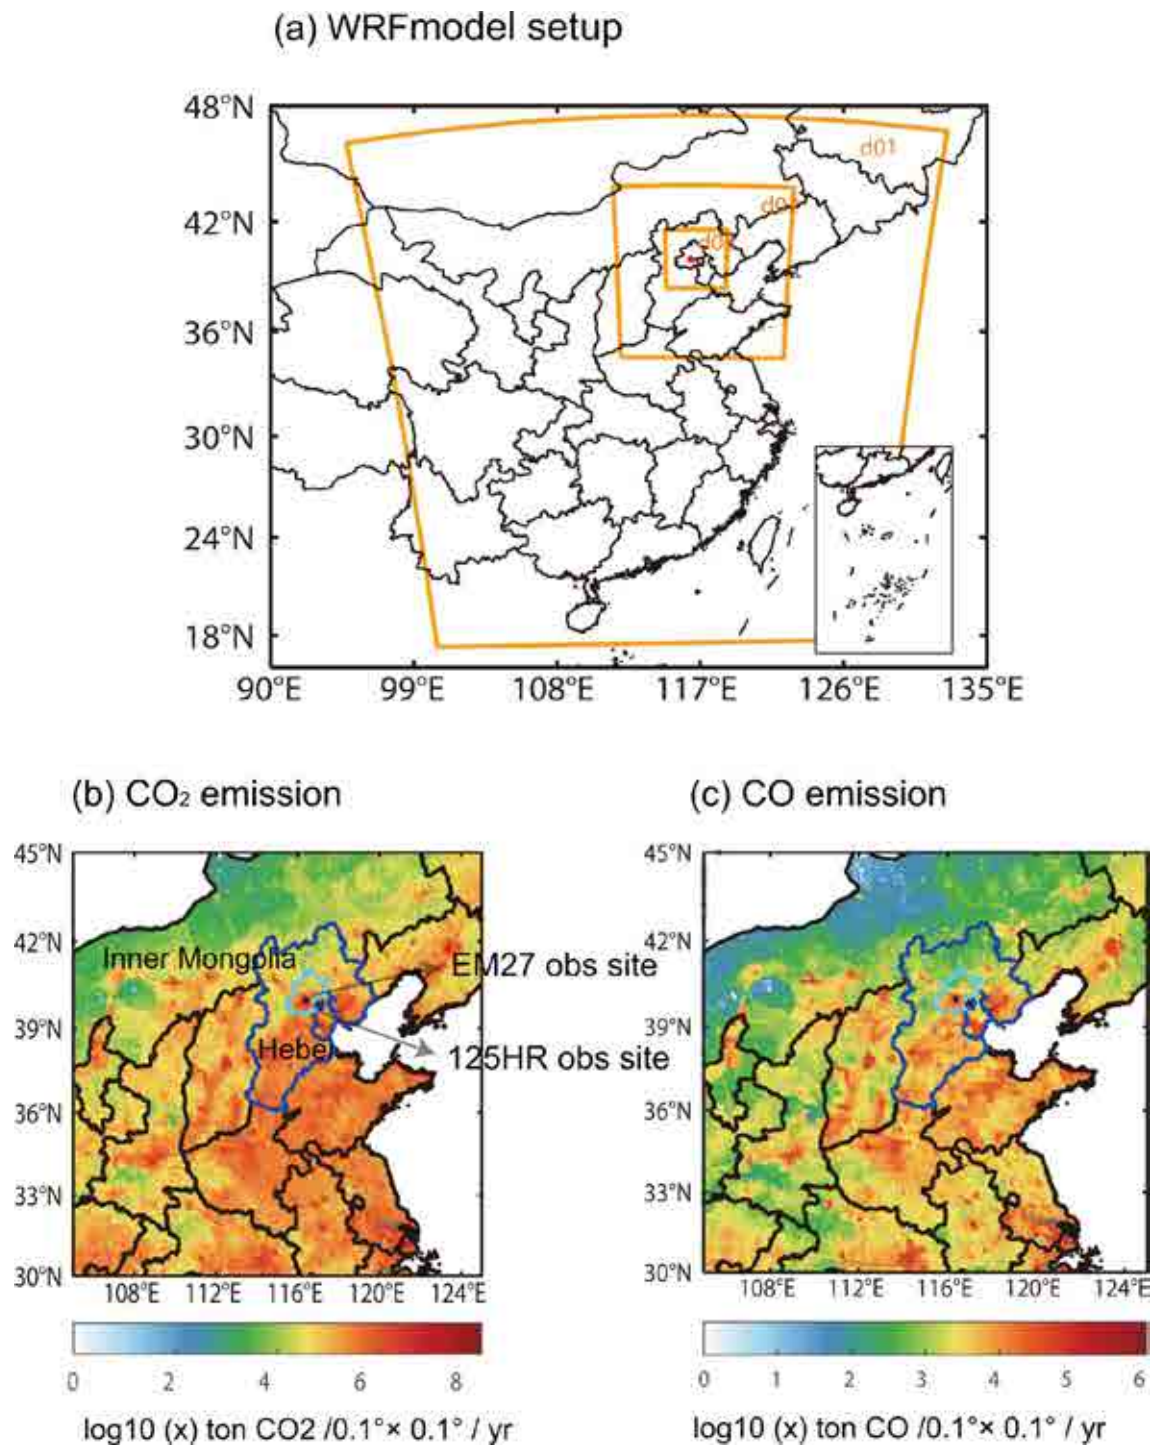 (a) WRFmodel setup
48°N
42°N
36°N
30°N
24°N
18°N
d01
90°E 99°E 108°E 117°E 126°E 135°E
(b) CO₂ emission
45°N
42°N
39°N
36°N
33°N
30°N
Inner Mongolia
EM27 obs site
Hebei
125HR obs site
108°E 112°E 116°E 120°E 124°E
0 2 4 6 8
log10 (x) ton CO2 /0.1°× 0.1° / yr
(c) CO emission
45°N
42°N
39°N
36°N
33°N
30°N
108°E 112°E 116°E 120°E 124°E
0 1 2 3 4 5 6
log10 (x) ton CO /0.1°× 0.1° / yr